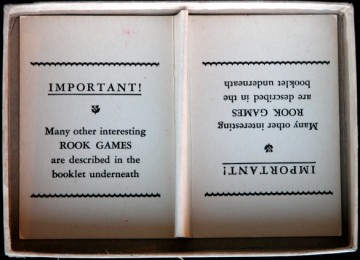 IMPORTANT!
Many other interesting
ROOK GAMES
are described in the
booklet underneath
IMPORTANT!
Many other interesting
ROOK GAMES
are described in the
booklet underneath